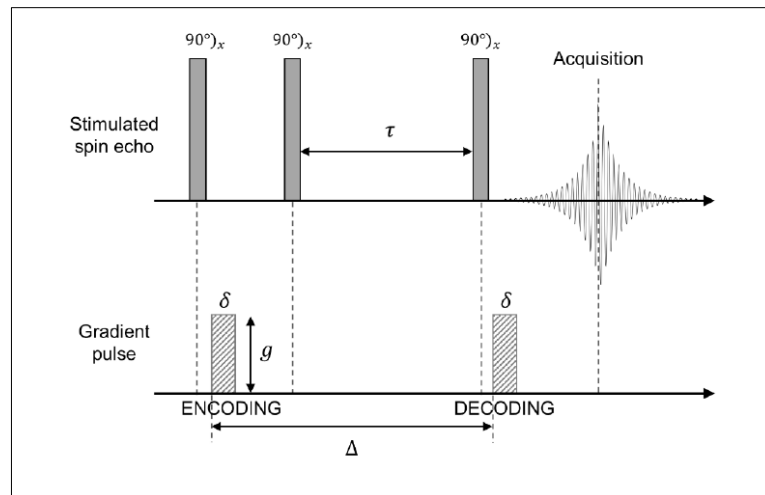 90°)ₓ 90°)ₓ 90°)ₓ
Acquisition
Stimulated
spin echo
τ
δ δ
Gradient
pulse
g
ENCODING DECODING
Δ